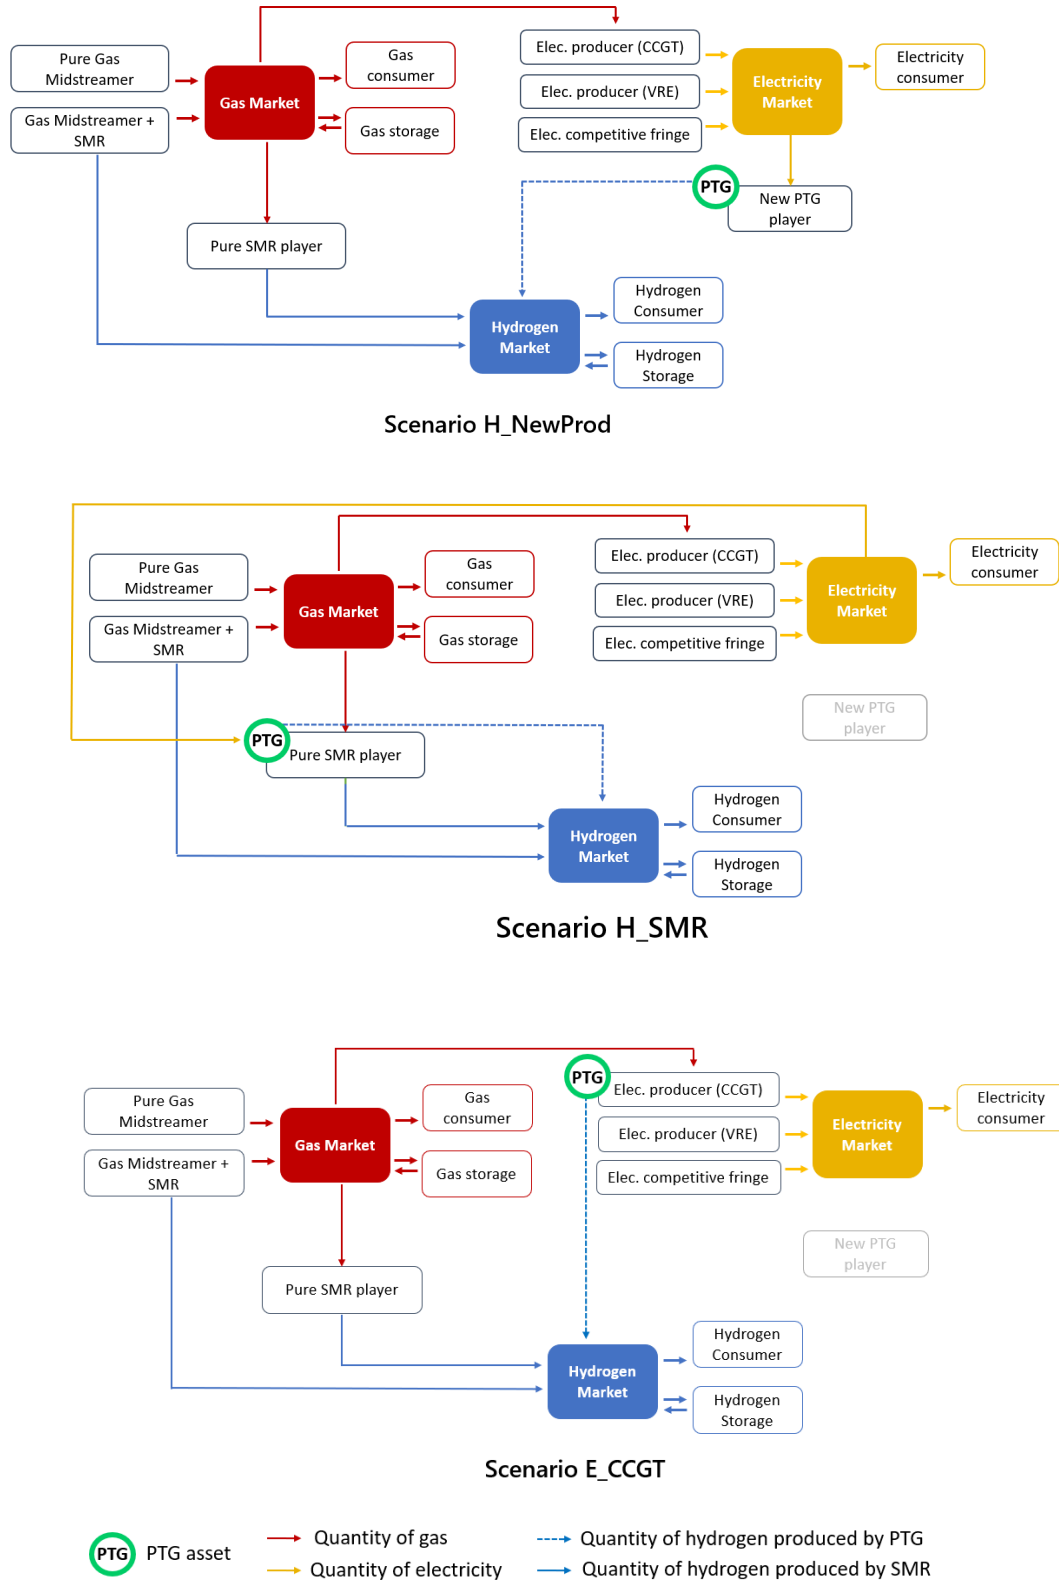 Pure Gas
Midstreamer
Gas Midstreamer +
SMR
Gas Market
Gas
consumer
Gas storage
Elec. producer (CCGT)
Elec. producer (VRE)
Elec. competitive fringe
Electricity
Market
Electricity
consumer
PTG
New PTG
player
Pure SMR player
Hydrogen
Market
Hydrogen
Consumer
Hydrogen
Storage
Scenario H_NewProd
Pure Gas
Midstreamer
Gas Midstreamer +
SMR
Gas Market
Gas
consumer
Gas storage
Elec. producer (CCGT)
Elec. producer (VRE)
Elec. competitive fringe
Electricity
Market
Electricity
consumer
New PTG
player
PTG
Pure SMR player
Hydrogen
Market
Hydrogen
Consumer
Hydrogen
Storage
Scenario H_SMR
Pure Gas
Midstreamer
Gas Midstreamer +
SMR
Gas Market
Gas
consumer
Gas storage
PTG
Elec. producer (CCGT)
Elec. producer (VRE)
Elec. competitive fringe
Electricity
Market
Electricity
consumer
New PTG
player
Pure SMR player
Hydrogen
Market
Hydrogen
Consumer
Hydrogen
Storage
Scenario E_CCGT
PTG
PTG asset
Quantity of gas
Quantity of electricity
Quantity of hydrogen produced by PTG
Quantity of hydrogen produced by SMR